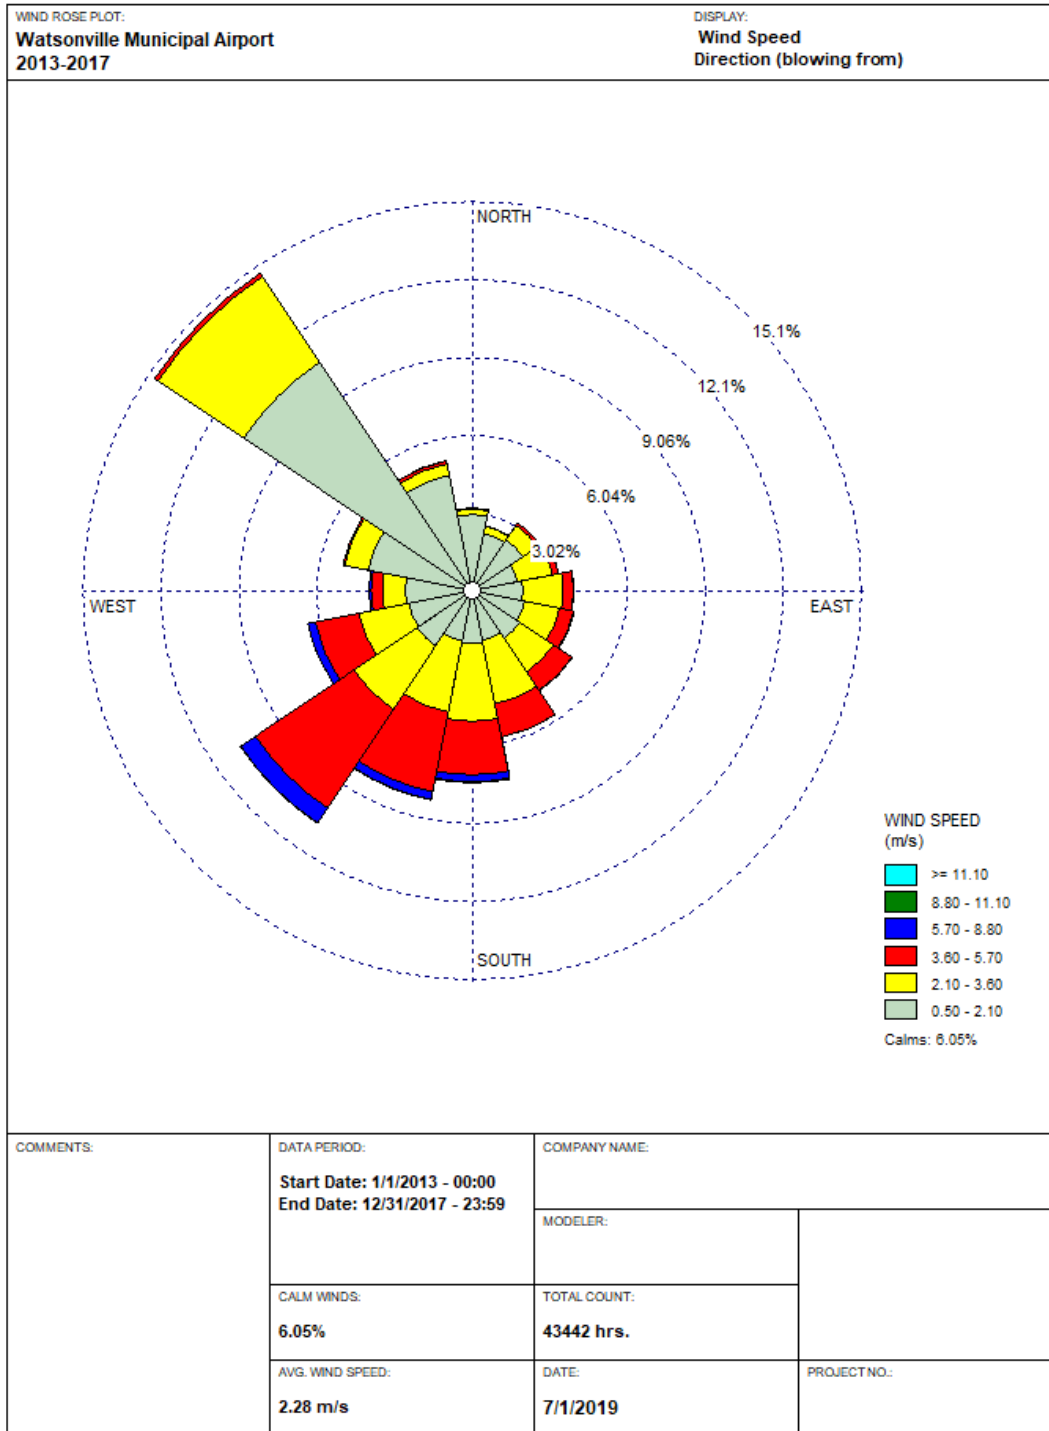 WIND ROSE PLOT:
Watsonville Municipal Airport
2013-2017
DISPLAY:
Wind Speed
Direction (blowing from)
NORTH
15.1%
12.1%
9.06%
6.04%
3.02%
WEST
EAST
SOUTH
WIND SPEED
(m/s)
>= 11.10
8.80 - 11.10
5.70 - 8.80
3.60 - 5.70
2.10 - 3.60
0.50 - 2.10
Calms: 6.05%
COMMENTS:
DATA PERIOD:
Start Date: 1/1/2013 - 00:00
End Date: 12/31/2017 - 23:59
COMPANY NAME:
MODELER:
CALM WINDS:
6.05%
TOTAL COUNT:
43442 hrs.
AVG. WIND SPEED:
2.28 m/s
DATE:
7/1/2019
PROJECT NO.: